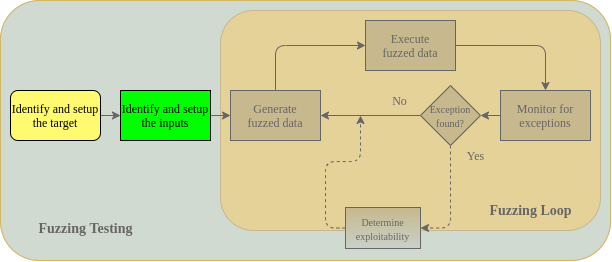 Execute
fuzzed data
Identify and setup
the target
Identify and setup
the inputs
Generate
fuzzed data
No
Exception
found?
Monitor for
exceptions
Yes
Determine
exploitability
Fuzzing Loop
Fuzzing Testing